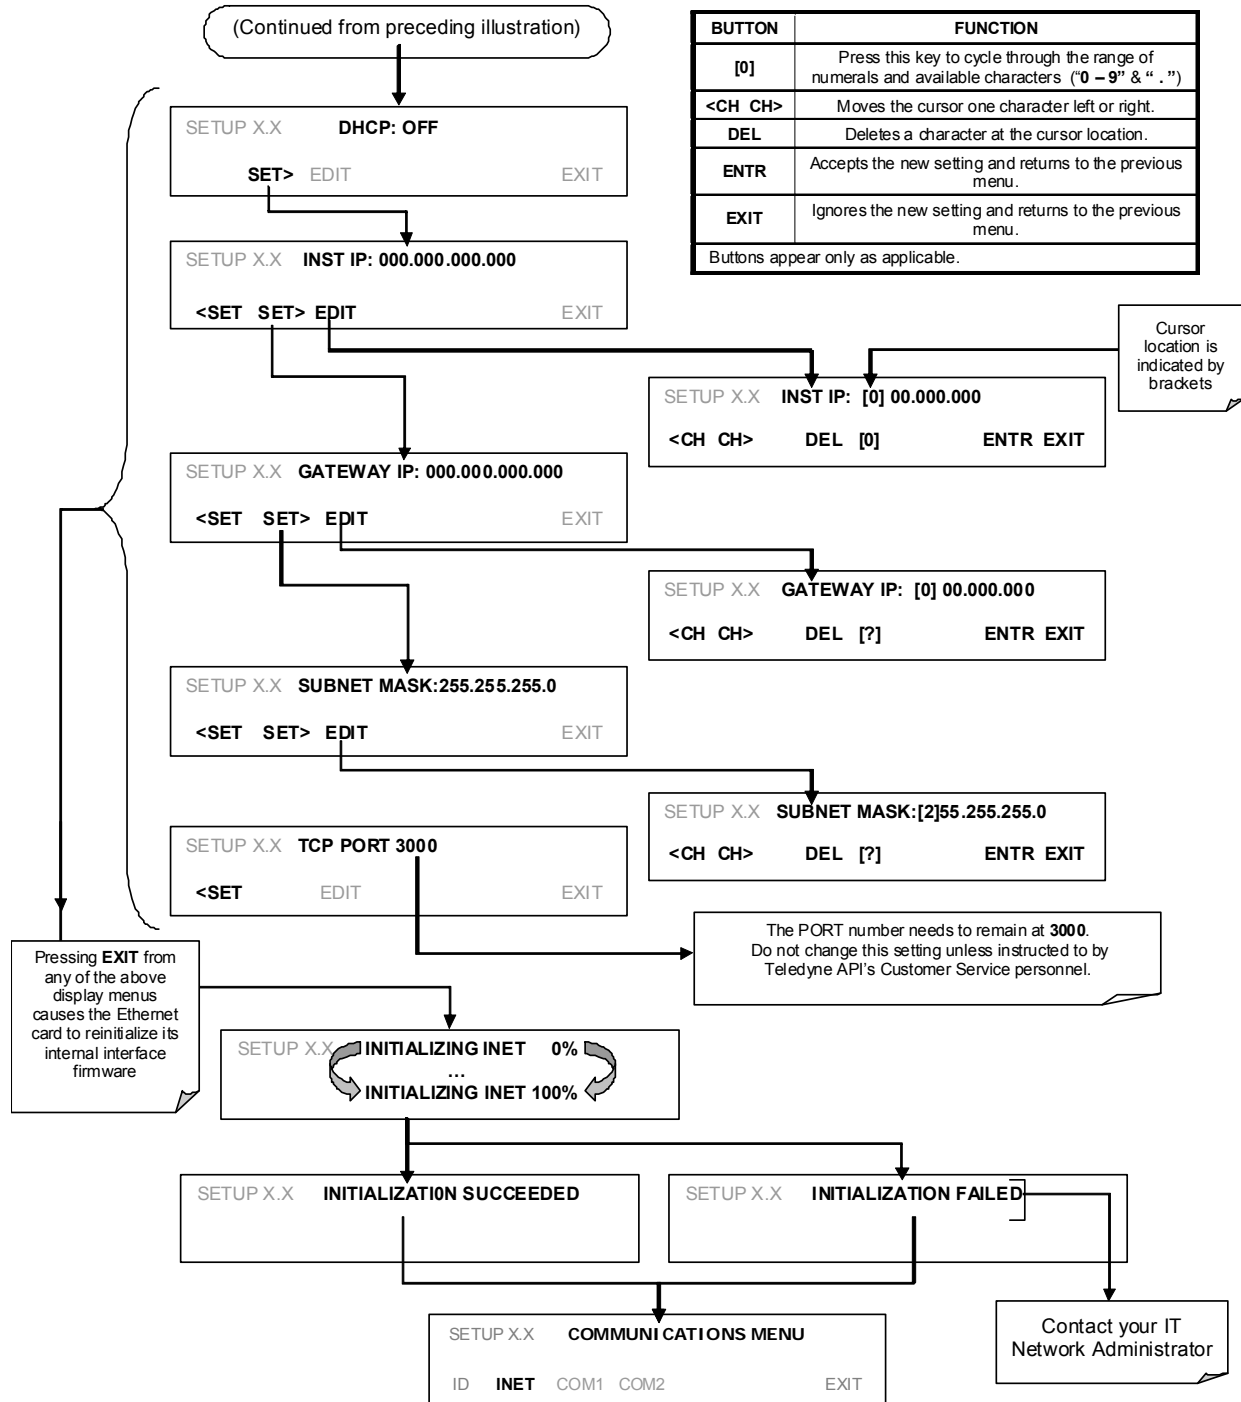 (Continued from preceding illustration)
BUTTON FUNCTION
[0] Press this key to cycle through the range of
numerals and available characters (“0 – 9” & “ . ”)
<CH CH> Moves the cursor one character left or right.
DEL Deletes a character at the cursor location.
ENTR Accepts the new setting and returns to the previous
menu.
EXIT Ignores the new setting and returns to the previous
menu.
Buttons appear only as applicable.
SETUP X.X DHCP: OFF
SET> EDIT EXIT
SETUP X.X INST IP: 000.000.000.000
<SET SET> EDIT EXIT
Cursor
location is
indicated by
brackets
SETUP X.X INST IP: [0] 00.000.000
<CH CH> DEL [0] ENTR EXIT
SETUP X.X GATEWAY IP: 000.000.000.000
<SET SET> EDIT EXIT
SETUP X.X GATEWAY IP: [0] 00.000.000
<CH CH> DEL [?] ENTR EXIT
SETUP X.X SUBNET MASK:255.255.255.0
<SET SET> EDIT EXIT
SETUP X.X SUBNET MASK:[2]55.255.255.0
<CH CH> DEL [?] ENTR EXIT
SETUP X.X TCP PORT 3000
<SET EDIT EXIT
The PORT number needs to remain at 3000.
Do not change this setting unless instructed to by
Teledyne API’s Customer Service personnel.
Pressing EXIT from
any of the above
display menus
causes the Ethernet
card to reinitialize its
internal interface
firmware
SETUP X.X INITIALIZING INET 0%
…
INITIALIZING INET 100%
SETUP X.X INITIALIZATI0N SUCCEEDED
SETUP X.X INITIALIZATION FAILED
Contact your IT
Network Administrator
SETUP X.X COMMUNICATIONS MENU
ID INET COM1 COM2 EXIT